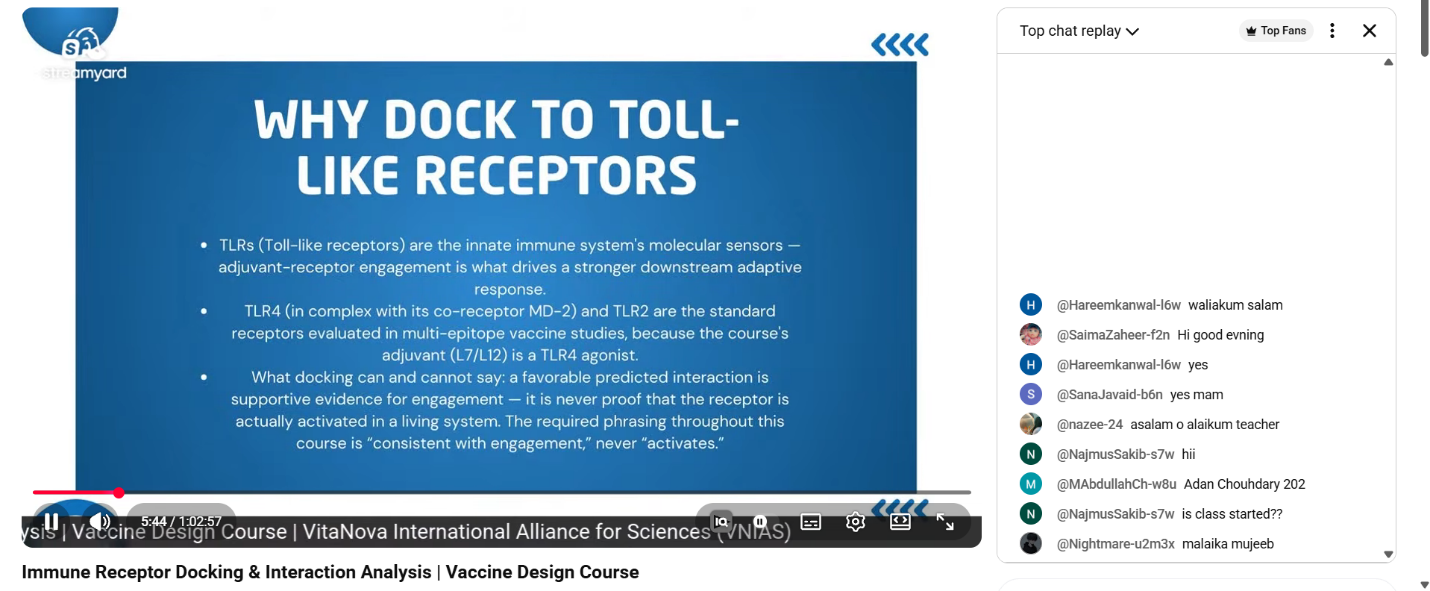 streamyard
WHY DOCK TO TOLL-
LIKE RECEPTORS
• TLRs (Toll-like receptors) are the innate immune system's molecular sensors —
adjuvant-receptor engagement is what drives a stronger downstream adaptive
response.
• TLR4 (in complex with its co-receptor MD-2) and TLR2 are the standard
receptors evaluated in multi-epitope vaccine studies, because the course's
adjuvant (L7/L12) is a TLR4 agonist.
• What docking can and cannot say: a favorable predicted interaction is
supportive evidence for engagement — it is never proof that the receptor is
actually activated in a living system. The required phrasing throughout this
course is “consistent with engagement,” never “activates.”
5:44 / 1:02:57
IQ
ysis | Vaccine Design Course | VitaNova International Alliance for Sciences (VNIAS)
Immune Receptor Docking & Interaction Analysis | Vaccine Design Course
Top chat replay
Top Fans
H @Hareemkanwal-l6w waliakum salam
@SaimaZaheer-f2n Hi good evning
H @Hareemkanwal-l6w yes
S @SanaJavaid-b6n yes mam
@nazee-24 asalam o alaikum teacher
N @NajmusSakib-s7w hii
M @MAbdullahCh-w8u Adan Chouhdary 202
N @NajmusSakib-s7w is class started??
@Nightmare-u2m3x malaika mujeeb